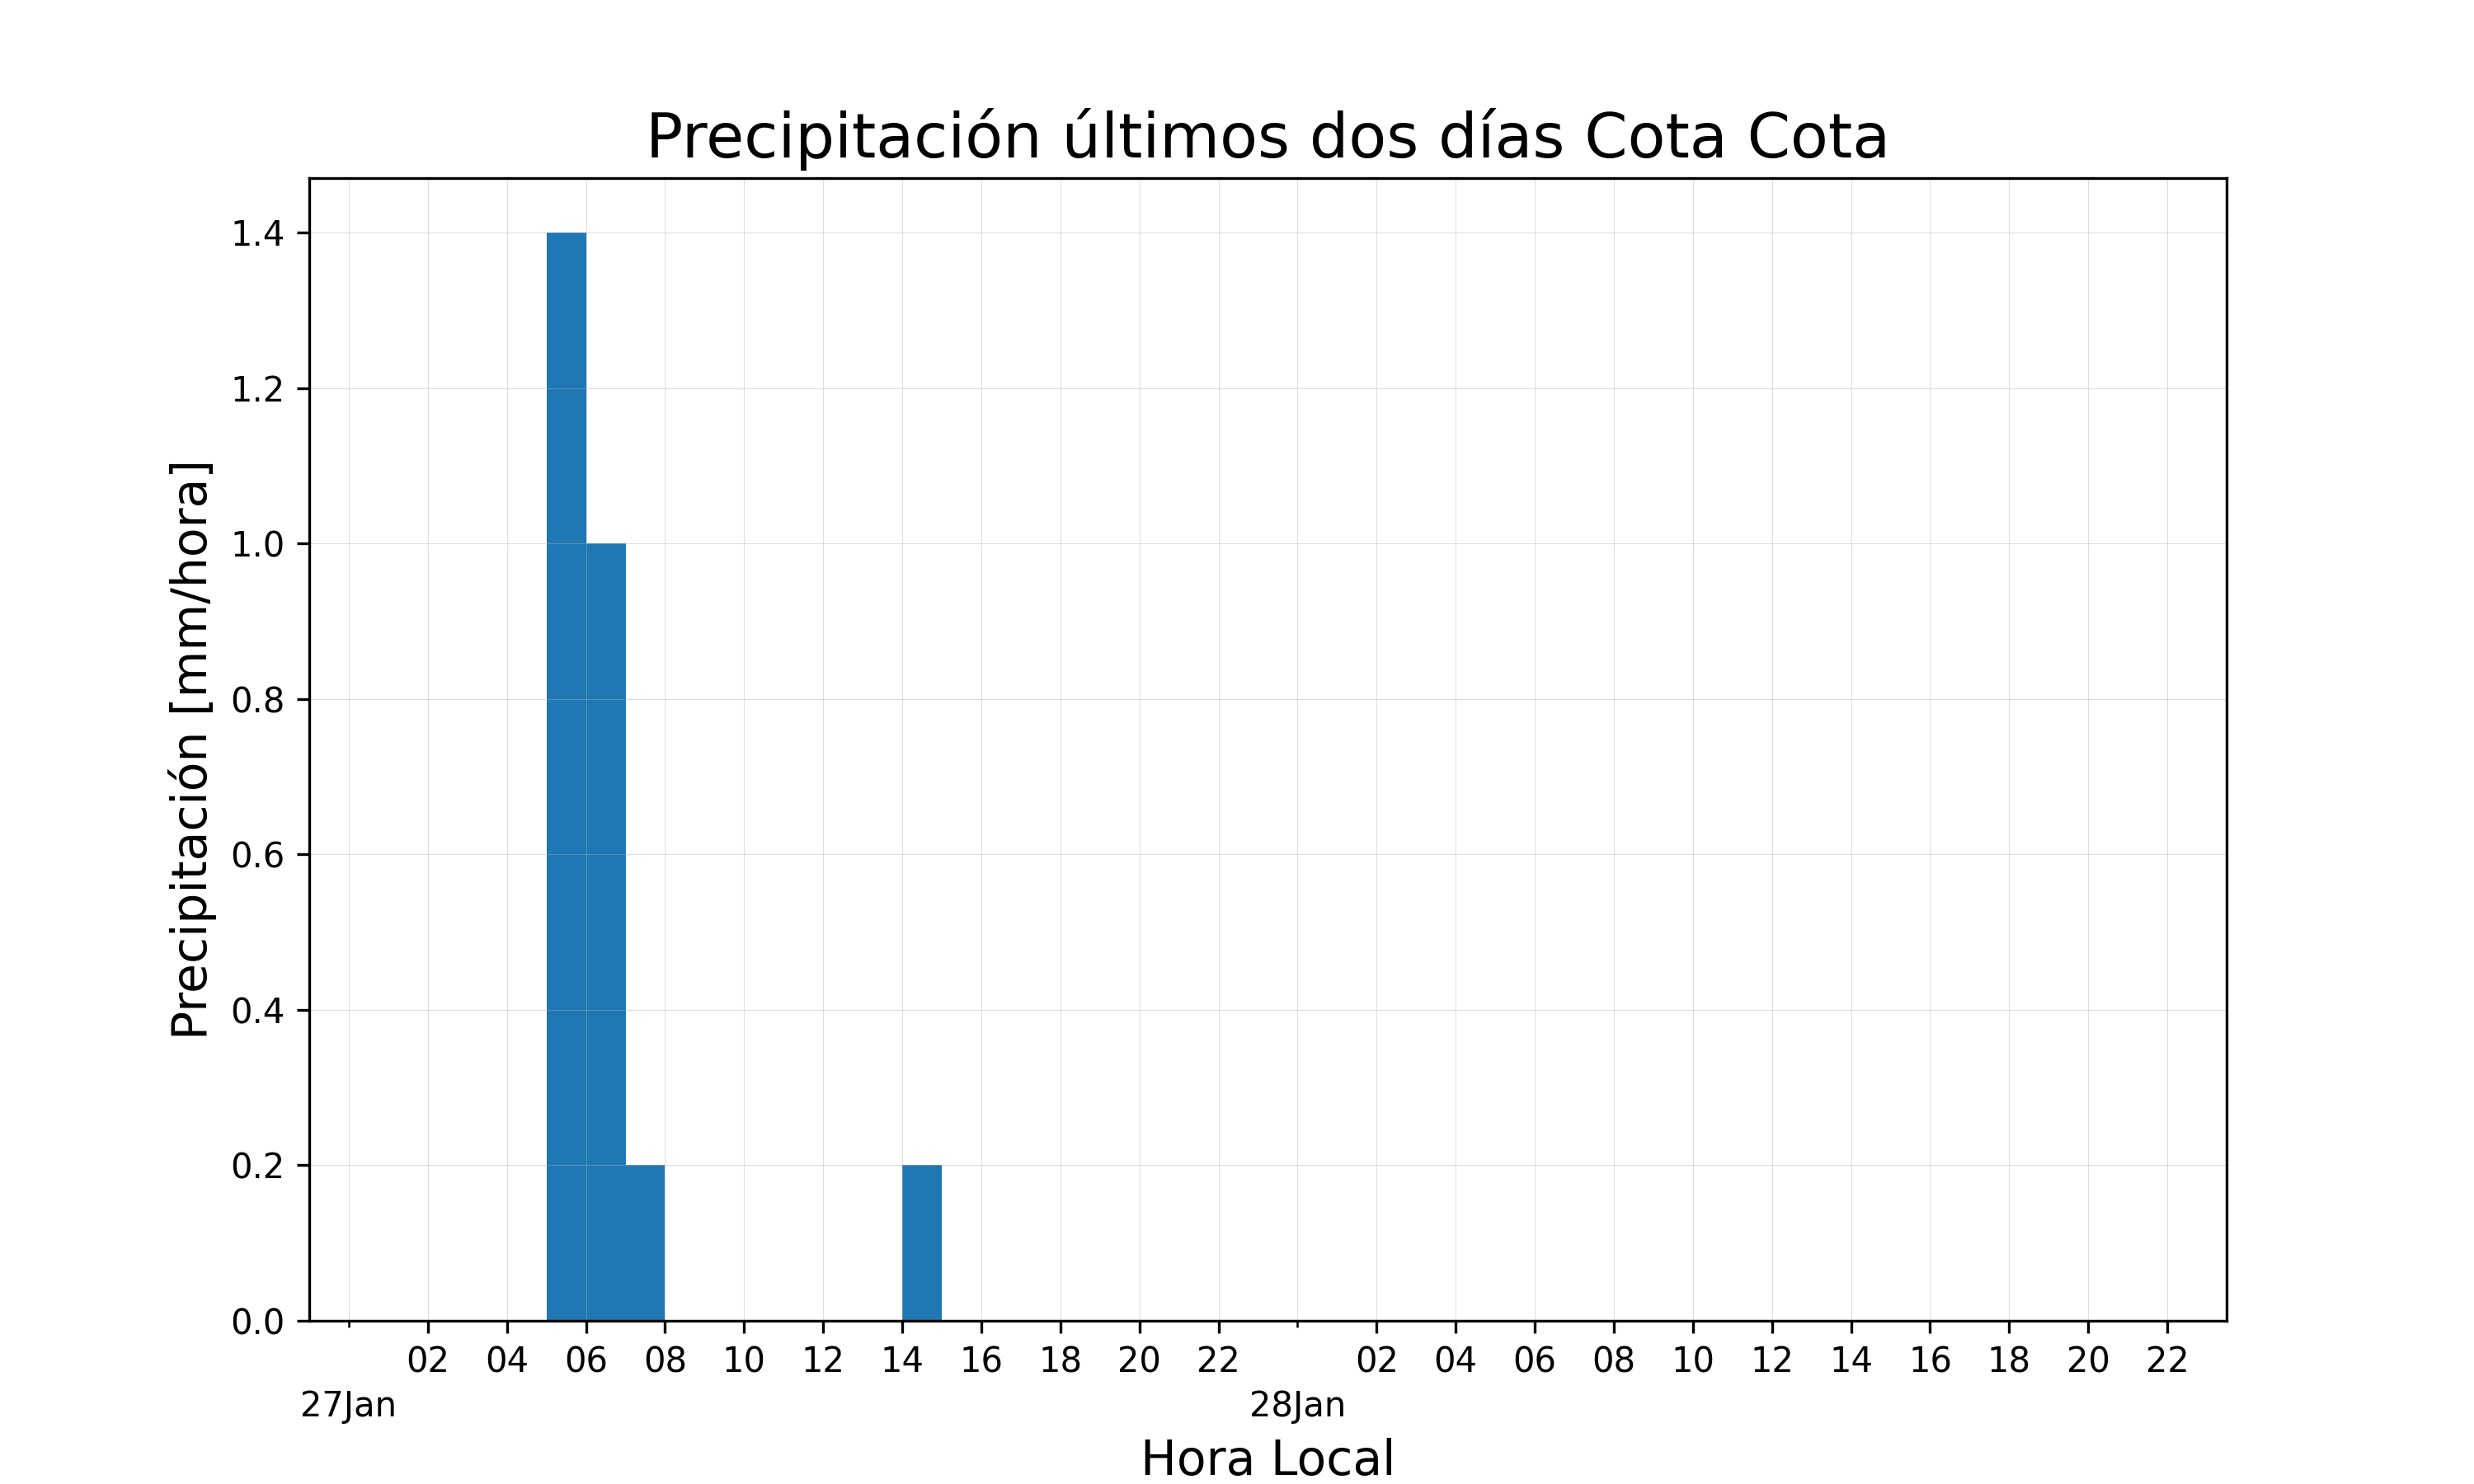 Precipitación últimos dos días Cota Cota
Precipitación [mm/hora]
1.4
1.2
1.0
0.8
0.6
0.4
0.2
0.0
02 04 06 08 10 12 14 16 18 20 22 02 04 06 08 10 12 14 16 18 20 22
27Jan 28Jan
Hora Local